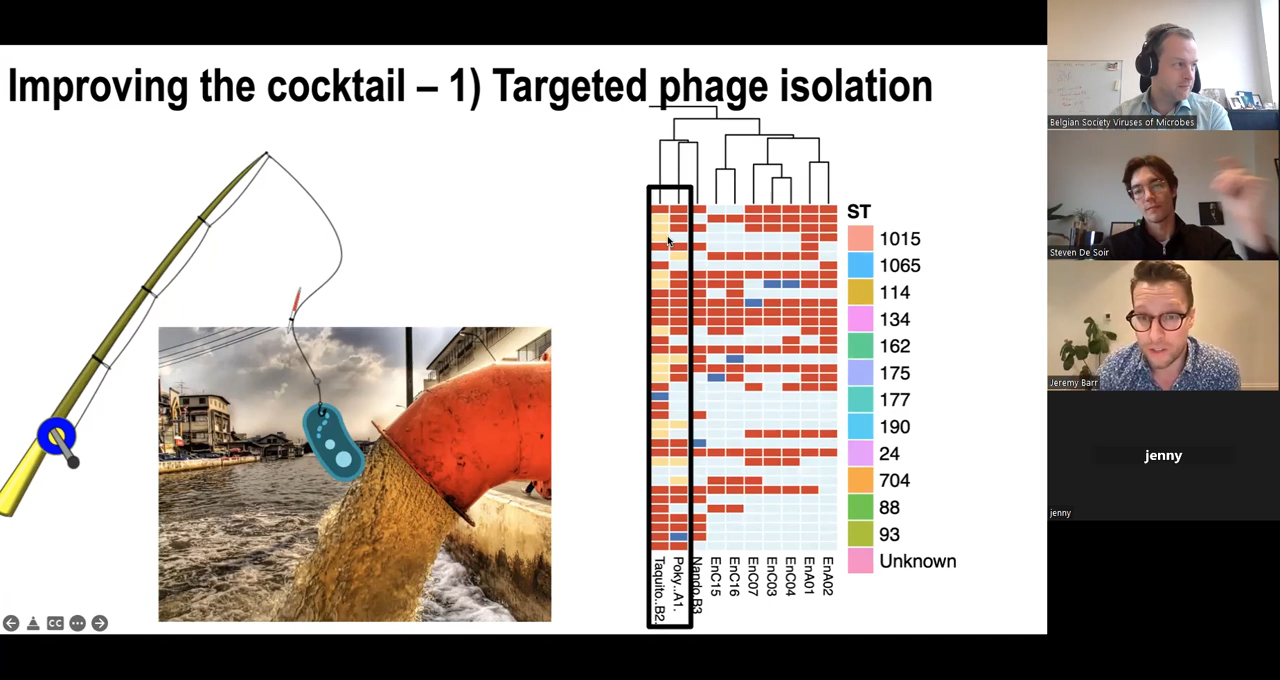 Improving the cocktail – 1) Targeted phage isolation
ST
1015
1065
114
134
162
175
177
190
24
704
88
93
Unknown
Taquito..B2.
Poky..A1.
Nando.B3
EnC15
EnC16
EnC07
EnC03
EnC04
EnA01
EnA02
CC
Belgian Society Viruses of Microbes
Steven De Soir
Jeremy Barr
jenny
jenny